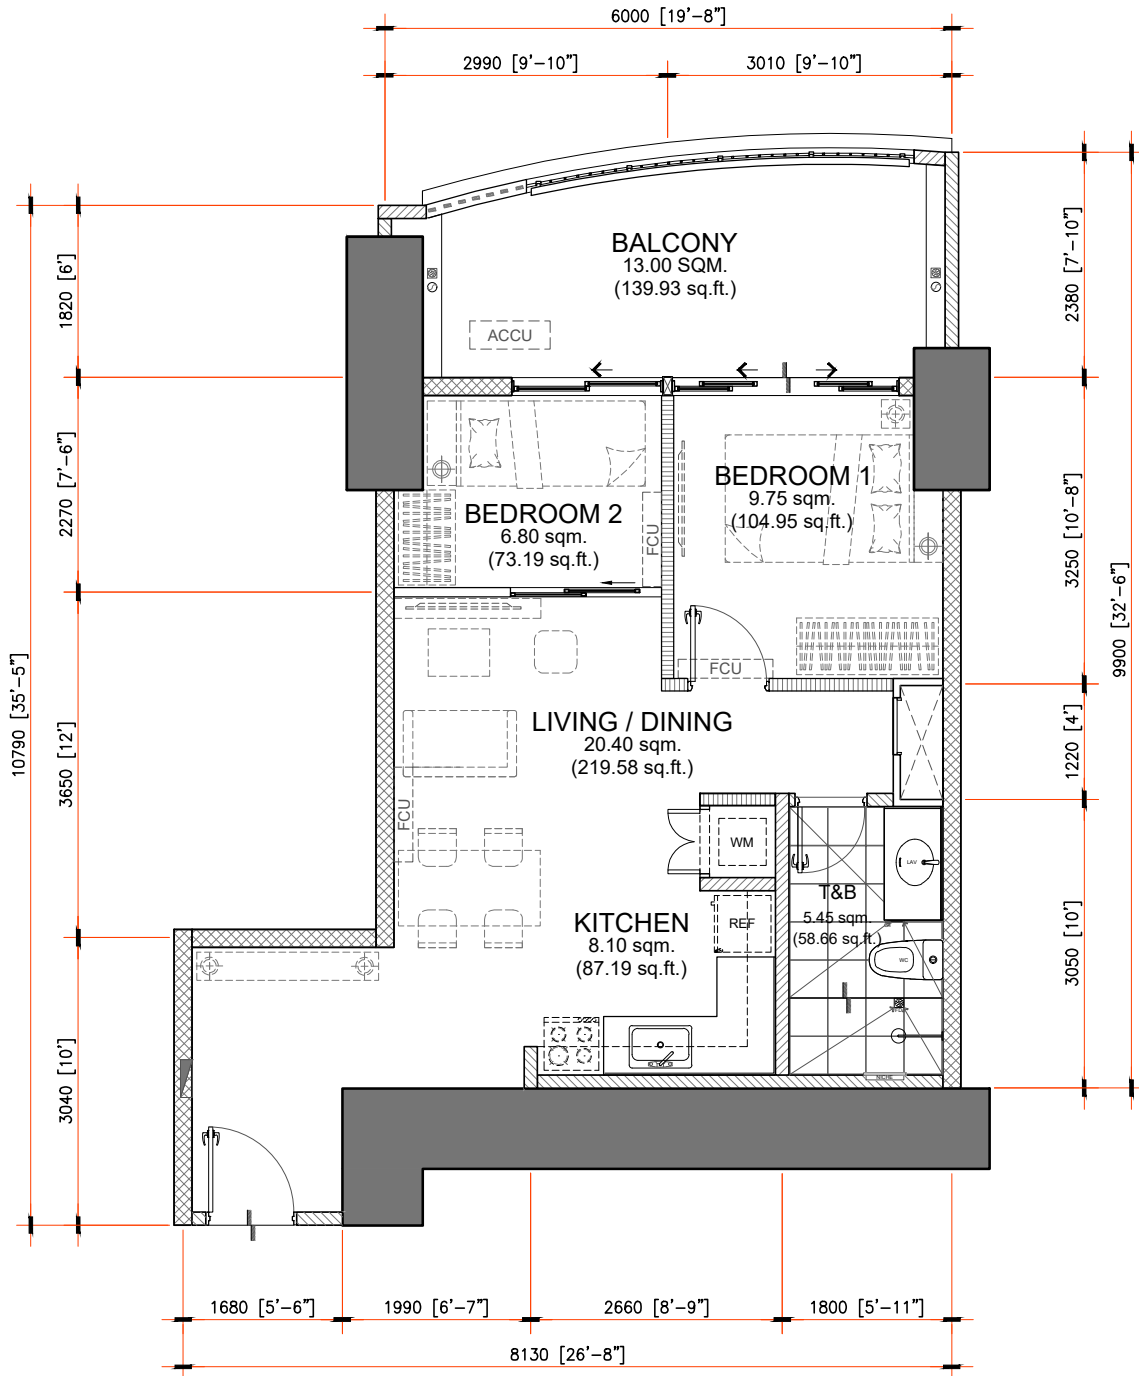 6000 [19'-8"]
2990 [9'-10"]
3010 [9'-10"]
BALCONY
13.00 SQM.
(139.93 sq.ft.)
ACCU
1820 [6']
2380 [7'-10"]
2270 [7'-6"]
BEDROOM 1
9.75 sqm.
(104.95 sq.ft.)
BEDROOM 2
6.80 sqm.
(73.19 sq.ft.)
FCU
3250 [10'-8"]
9900 [32'-6"]
FCU
10790 [35'-5"]
3650 [12']
LIVING / DINING
20.40 sqm.
(219.58 sq.ft.)
1220 [4']
FCU
WM
LAV
T&B
5.45 sqm.
(58.66 sq.ft.)
REF
KITCHEN
8.10 sqm.
(87.19 sq.ft.)
WC
3050 [10']
3040 [10']
NICHE
1680 [5'-6"]
1990 [6'-7"]
2660 [8'-9"]
1800 [5'-11"]
8130 [26'-8"]